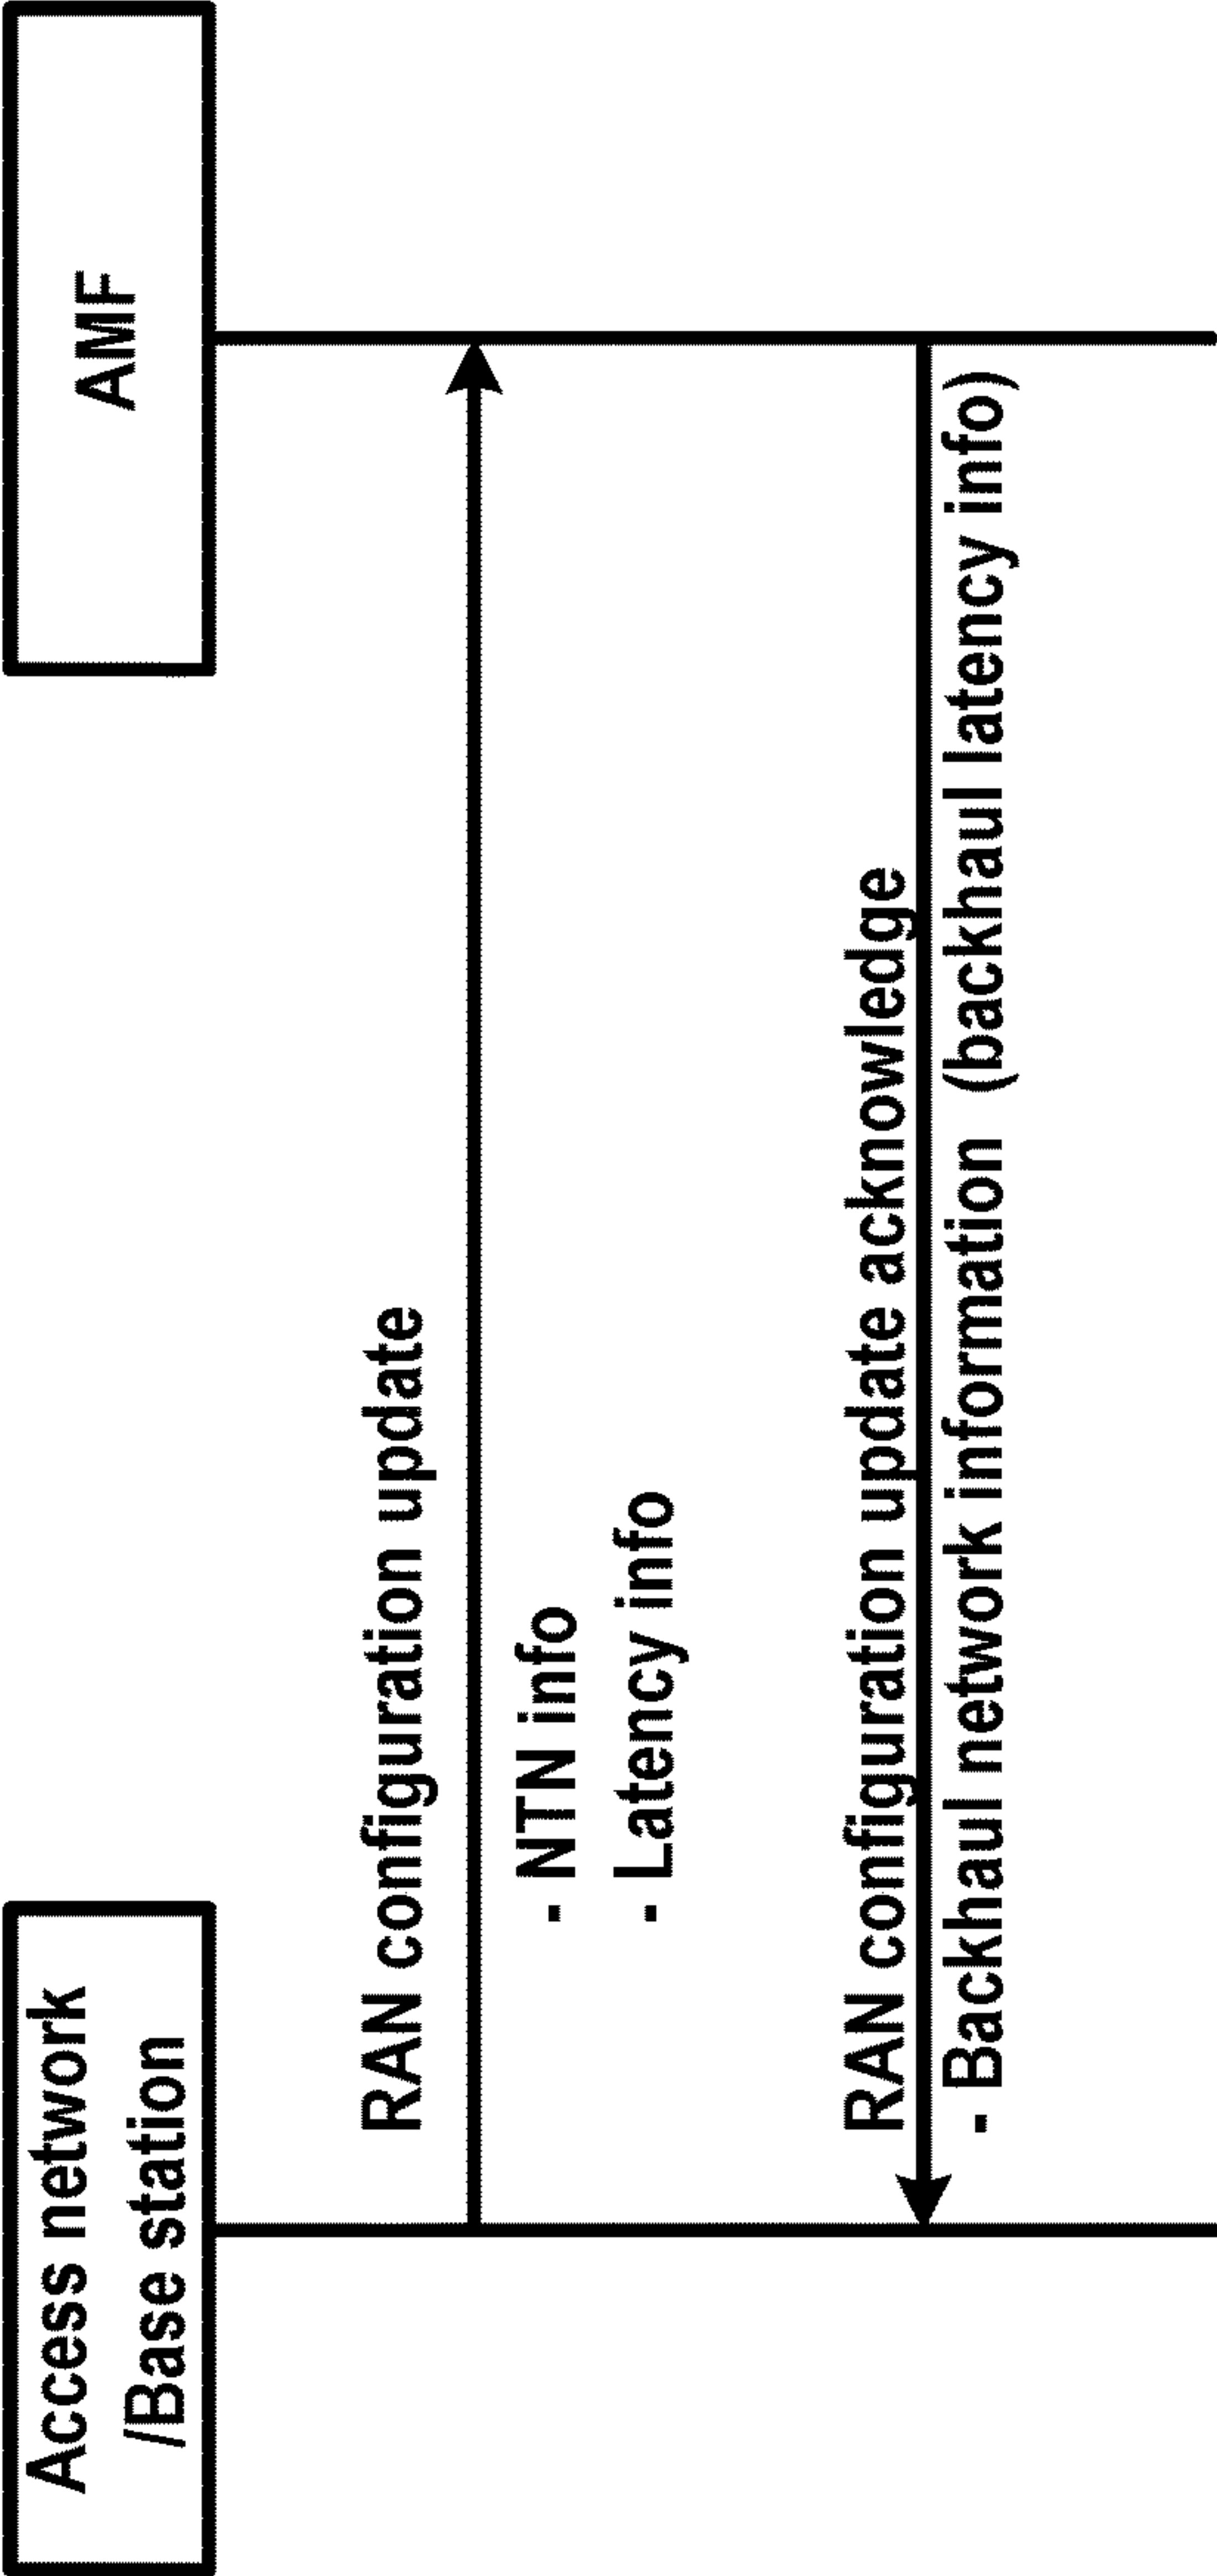 Access network
/Base station
AMF
RAN configuration update
- NTN info
- Latency info
RAN configuration update acknowledge
- Backhaul network information (backhaul latency info)